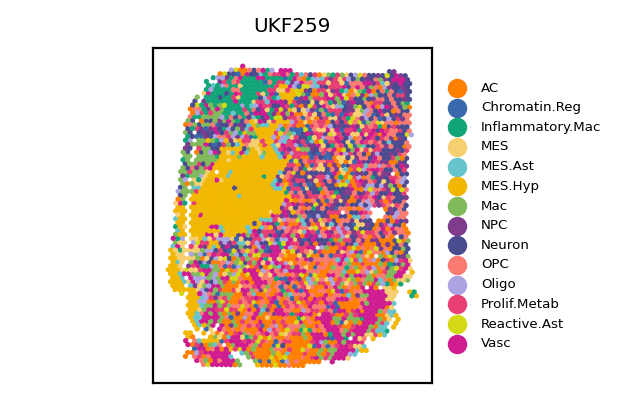 UKF259
AC
Chromatin.Reg
Inflammatory.Mac
MES
MES.Ast
MES.Hyp
Mac
NPC
Neuron
OPC
Oligo
Prolif.Metab
Reactive.Ast
Vasc